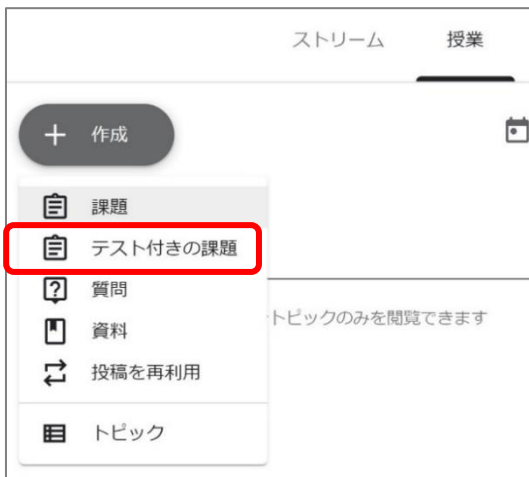 ストリーム 授業
作成
課題
テスト付きの課題
質問
トピックのみを閲覧できます
資料
投稿を再利用
トピック